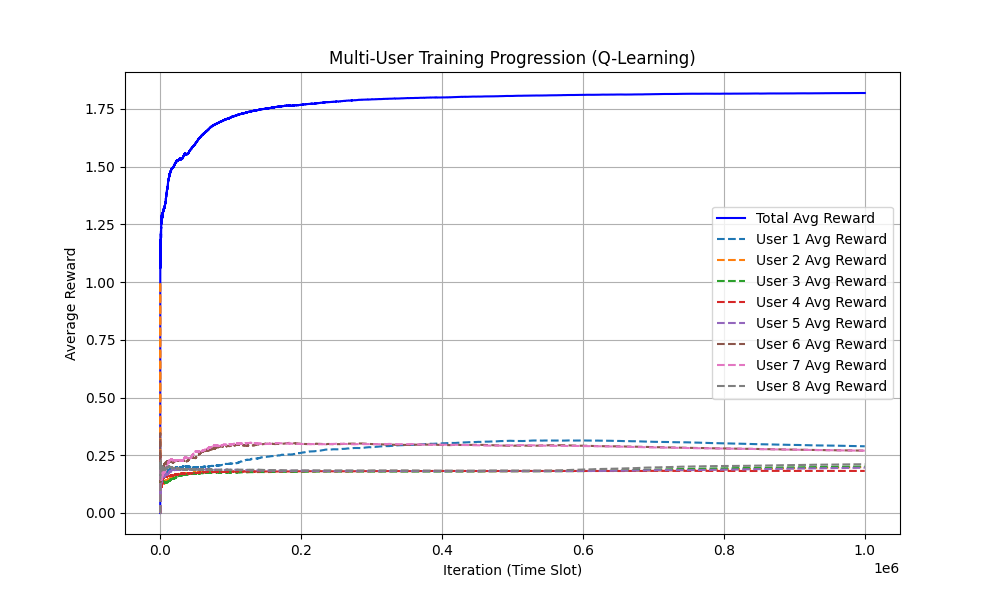 Multi-User Training Progression (Q-Learning)
Average Reward
1.75
1.50
1.25
1.00
0.75
0.50
0.25
0.00
Total Avg Reward
User 1 Avg Reward
User 2 Avg Reward
User 3 Avg Reward
User 4 Avg Reward
User 5 Avg Reward
User 6 Avg Reward
User 7 Avg Reward
User 8 Avg Reward
0.0 0.2 0.4 0.6 0.8 1.0
1e6
Iteration (Time Slot)